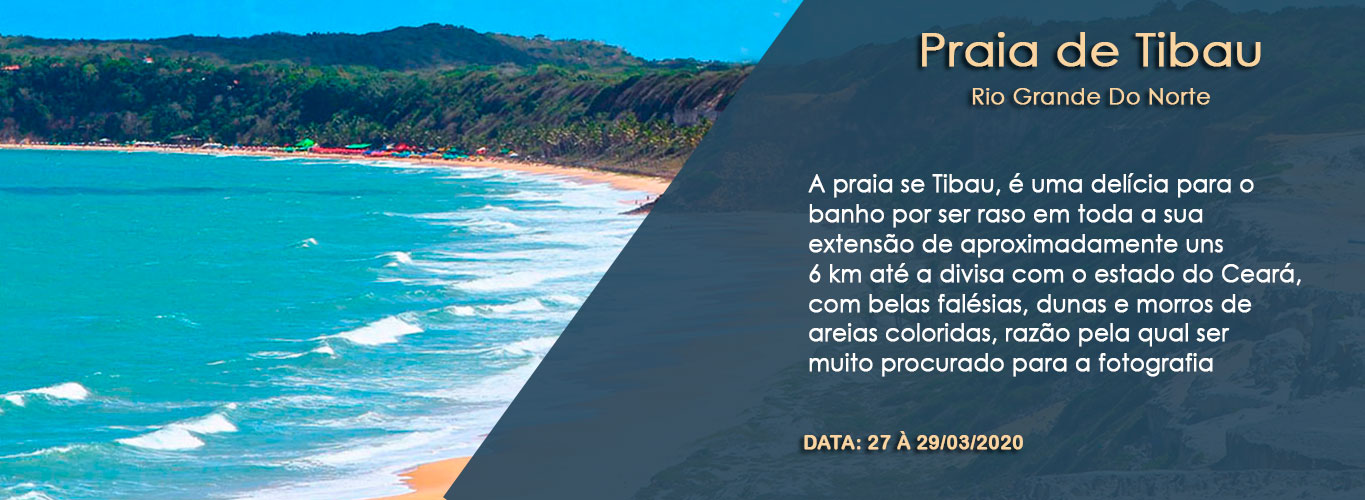 Praia de Tibau
Rio Grande Do Norte
A praia se Tibau, é uma delícia para o
banho por ser raso em toda a sua
extensão de aproximadamente uns
6 km até a divisa com o estado do Ceará,
com belas falésias, dunas e morros de
areias coloridas, razão pela qual ser
muito procurado para a fotografia
DATA: 27 À 29/03/2020